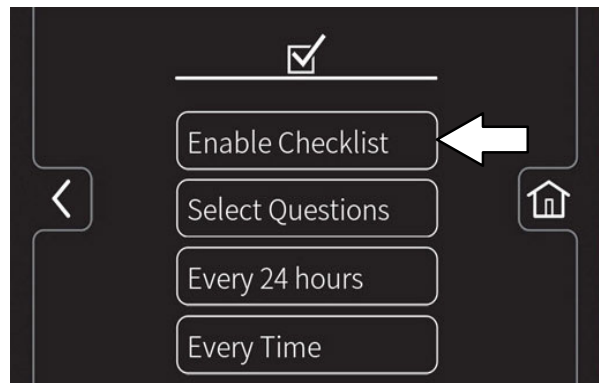 Enable Checklist
Select Questions
Every 24 hours
Every Time